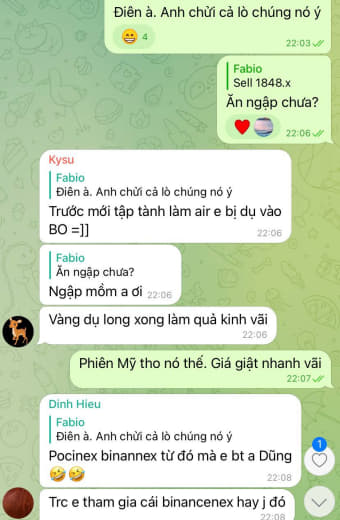 Điên à. Anh chửi cả lò chúng nó ý
😁 4
22:03
Fabio
Sell 1848.x
Ăn ngập chưa?
22:06
Kysu
Fabio
Điên à. Anh chửi cả lò chúng nó ý
Trước mới tập tành làm air e bị dụ vào
BO =]]
22:06
Fabio
Ăn ngập chưa?
Ngập mồm a ơi 22:06
Vàng dụ long xong làm quả kinh vãi
22:06
Phiên Mỹ tho nó thế. Giá giật nhanh vãi
22:07
Dinh Hieu
Fabio
Điên à. Anh chửi cả lò chúng nó ý
Pocinex binannex từ đó mà e bt a Dũng
🤣🤣
22:08
1
Trc e tham gia cái binancenex hay j đó
22:08